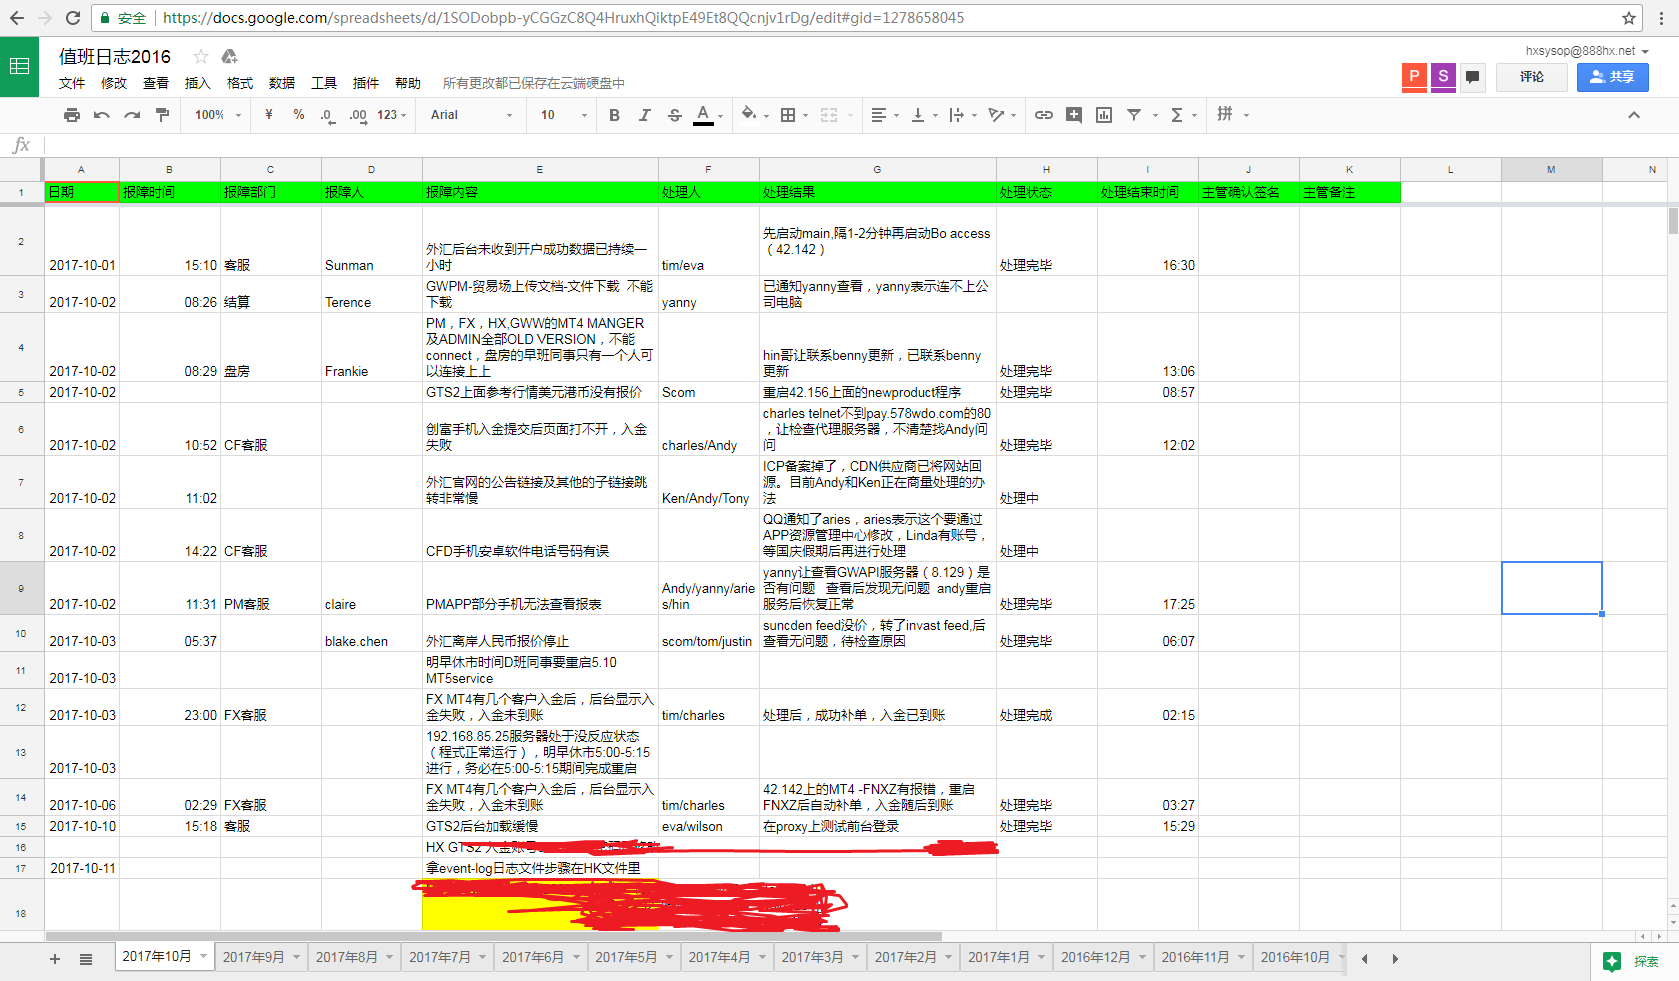 安全 https://docs.google.com/spreadsheets/d/1SODobpb-yCGGzC8Q4HruxhQiktpE49Et8QQcnjv1rDg/edit#gid=1278658045
值班日志2016
hxsysop@888hx.net
文件 修改 查看 插入 格式 数据 工具 插件 帮助 所有更改都已保存在云端硬盘中
P S 评论 共享
100% ¥ % .0 .00 123 Arial 10 B I S A 拼
fx
A B C D E F G H I J K L M N
1 日期 报障时间 报障部门 报障人 报障内容 处理人 处理结果 处理状态 处理结束时间 主管确认签名 主管备注
先启动main,隔1-2分钟再启动Bo access
外汇后台未收到开户成功数据已持续一 （42.142）
2 2017-10-01 15:10 客服 Sunman 小时 tim/eva 处理完毕 16:30
GWPM-贸易场上传文档-文件下载 不能 已通知yanny查看，yanny表示连不上公
3 2017-10-02 08:26 结算 Terence 下载 yanny 司电脑
PM，FX，HX,GWW的MT4 MANGER
及ADMIN全部OLD VERSION，不能
connect，盘房的早班同事只有一个人可 hin哥让联系benny更新，已联系benny
4 2017-10-02 08:29 盘房 Frankie 以连接上上 更新 处理完毕 13:06
5 2017-10-02 GTS2上面参考行情美元港币没有报价 Scom 重启42.156上面的newproduct程序 处理完毕 08:57
charles telnet不到pay.578wdo.com的80
创富手机入金提交后页面打不开，入金 ，让检查代理服务器，不清楚找Andy问
6 2017-10-02 10:52 CF客服 失败 charles/Andy 问 处理完毕 12:02
ICP备案掉了，CDN供应商已将网站回
外汇官网的公告链接及其他的子链接跳 源。目前Andy和Ken正在商量处理的办
7 2017-10-02 11:02 转非常慢 Ken/Andy/Tony 法 处理中
QQ通知了aries，aries表示这个要通过
APP资源管理中心修改，Linda有账号，
8 2017-10-02 14:22 CF客服 CFD手机安卓软件电话号码有误 等国庆假期后再进行处理 处理中
yanny让查看GWAPI服务器（8.129）是
Andy/yanny/arie 否有问题 查看后发现无问题 andy重启
9 2017-10-02 11:31 PM客服 claire PMAPP部分手机无法查看报表 s/hin 服务后恢复正常 处理完毕 17:25
suncden feed没价，转了invast feed,后
10 2017-10-03 05:37 blake.chen 外汇离岸人民币报价停止 scom/tom/justin 查看无问题，待检查原因 处理完毕 06:07
明早休市时间D班同事要重启5.10
11 2017-10-03 MT5service
FX MT4有几个客户入金后，后台显示入
12 2017-10-03 23:00 FX客服 金失败，入金未到账 tim/charles 处理后，成功补单，入金已到账 处理完成 02:15
192.168.85.25服务器处于没反应状态
（程式正常运行），明早休市5:00-5:15
13 2017-10-03 进行，务必在5:00-5:15期间完成重启
FX MT4有几个客户入金后，后台显示入 42.142上的MT4 -FNXZ有报错，重启
14 2017-10-06 02:29 FX客服 金失败，入金未到账 tim/charles FNXZ后自动补单，入金随后到账 处理完毕 03:27
15 2017-10-10 15:18 客服 GTS2后台加载缓慢 eva/wilson 在proxy上测试前台登录 处理完毕 15:29
16 HX GTS2 入金账号
17 2017-10-11 拿event-log日志文件步骤在HK文件里
18
2017年10月 2017年9月 2017年8月 2017年7月 2017年6月 2017年5月 2017年4月 2017年3月 2017年2月 2017年1月 2016年12月 2016年11月 2016年10月 探索